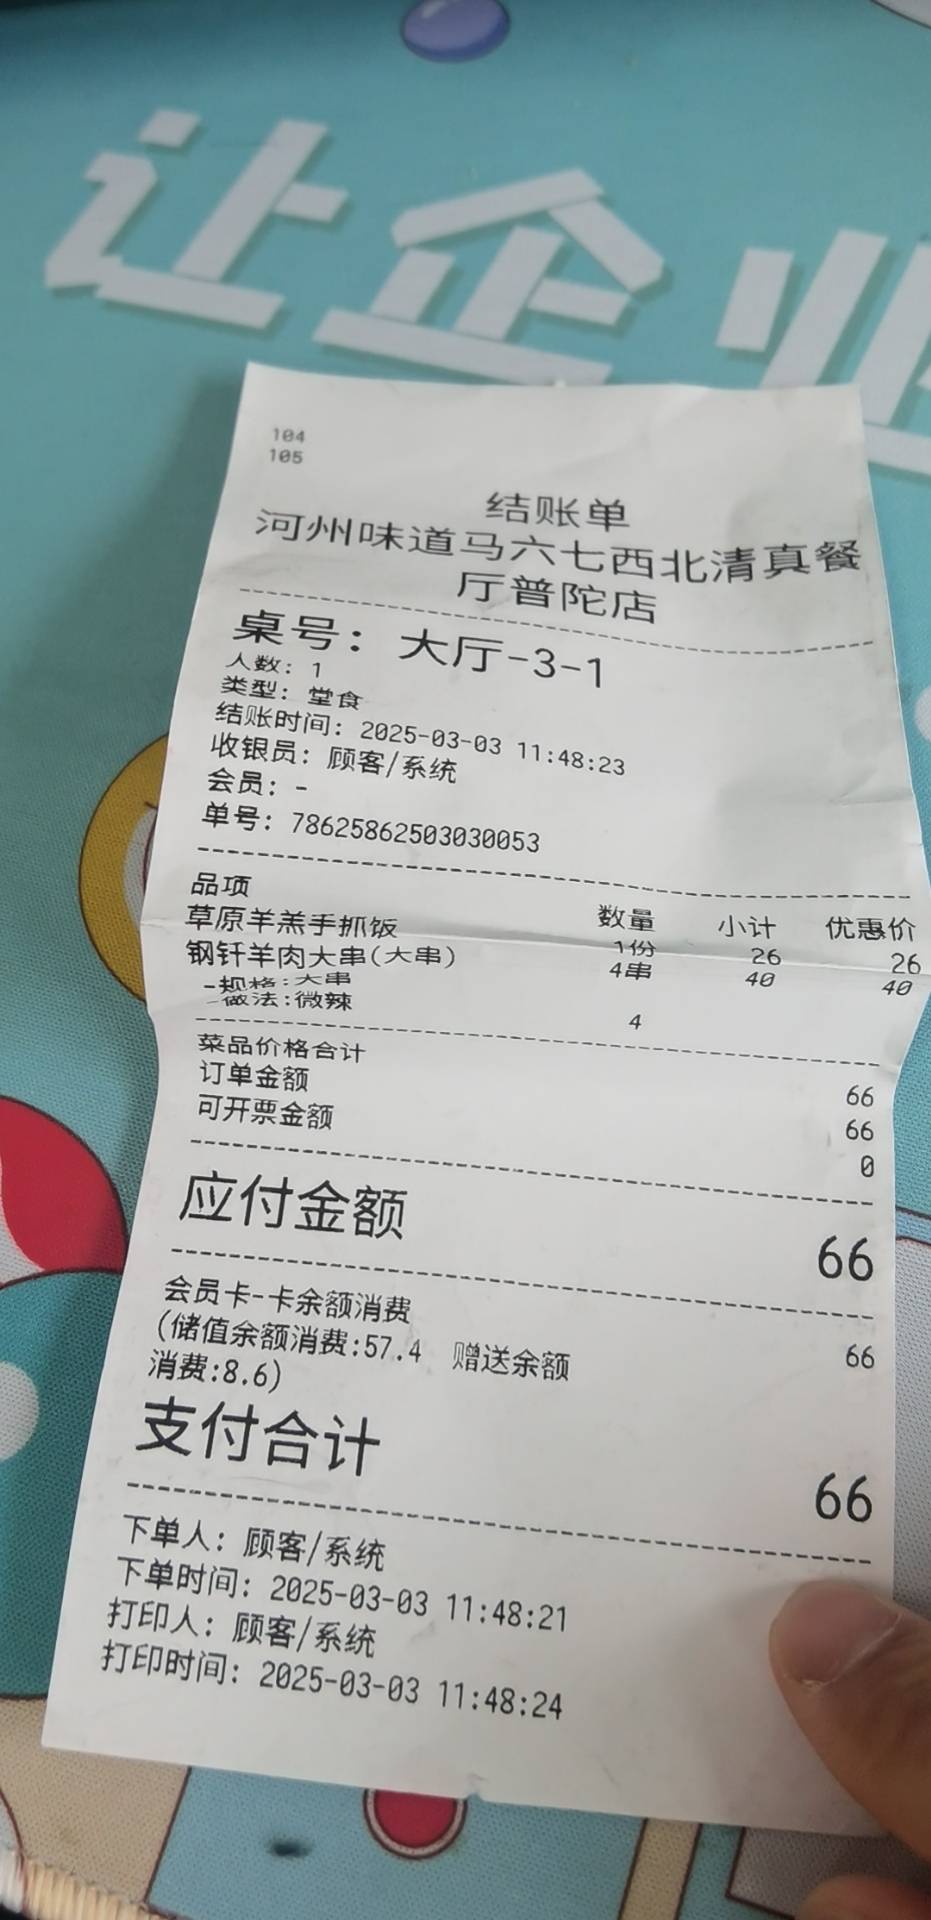 让企业
104
105
结账单
河州味道马六七西北清真餐
厅普陀店
桌号：大厅-3-1
人数：1
类型：堂食
结账时间：2025-03-03 11:48:23
收银员：顾客/系统
会员：-
单号：78625862503030053
品项 数量 小计 优惠价
草原羊羔手抓饭 1份 26 26
钢钎羊肉大串(大串) 4串 40 40
-规格:大串
-做法:微辣
4
菜品价格合计 66
订单金额 66
可开票金额 0
应付金额 66
会员卡-卡余额消费
(储值余额消费:57.4 赠送余额 66
消费:8.6)
支付合计 66
下单人：顾客/系统
下单时间：2025-03-03 11:48:21
打印人：顾客/系统
打印时间：2025-03-03 11:48:24